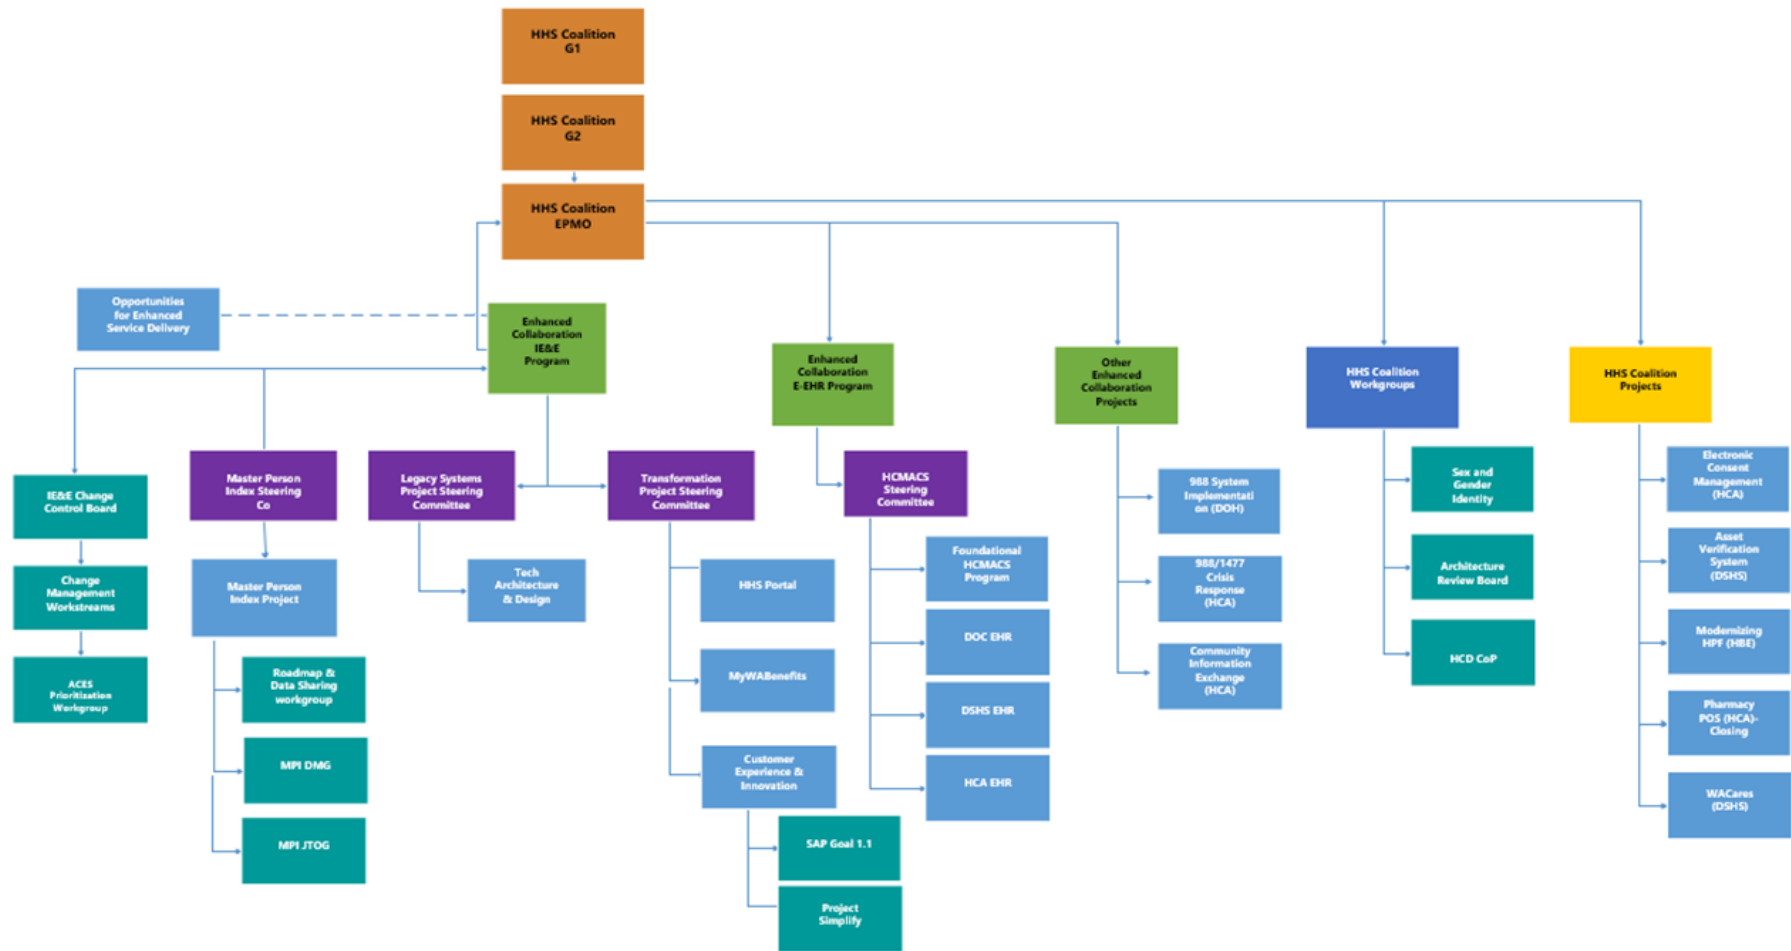 HHS Coalition
G1
HHS Coalition
G2
HHS Coalition
EPMO
Opportunities
for Enhanced
Service Delivery
Enhanced
Collaboration
IE&E
Program
Enhanced
Collaboration
E-EHR Program
Other
Enhanced
Collaboration
Projects
HHS Coalition
Workgroups
HHS Coalition
Projects
IE&E Change
Control Board
Change
Management
Workstreams
ACES
Prioritization
Workgroup
Master Person
Index Steering
Co
Master Person
Index Project
Roadmap &
Data Sharing
workgroup
MPI DMG
MPI JTOG
Legacy Systems
Project Steering
Committee
Tech
Architecture
& Design
Transformation
Project Steering
Committee
HHS Portal
MyWABenefits
Customer
Experience &
Innovation
SAP Goal 1.1
Project
Simplify
HCMACS
Steering
Committee
Foundational
HCMACS
Program
DOC EHR
DSHS EHR
HCA EHR
988 System
Implementati
on (DOH)
988/1477
Crisis
Response
(HCA)
Community
Information
Exchange
(HCA)
Sex and
Gender
Identity
Architecture
Review Board
HCD CoP
Electronic
Consent
Management
(HCA)
Asset
Verification
System
(DSHS)
Modernizing
HPF (HBE)
Pharmacy
POS (HCA)-
Closing
WACares
(DSHS)